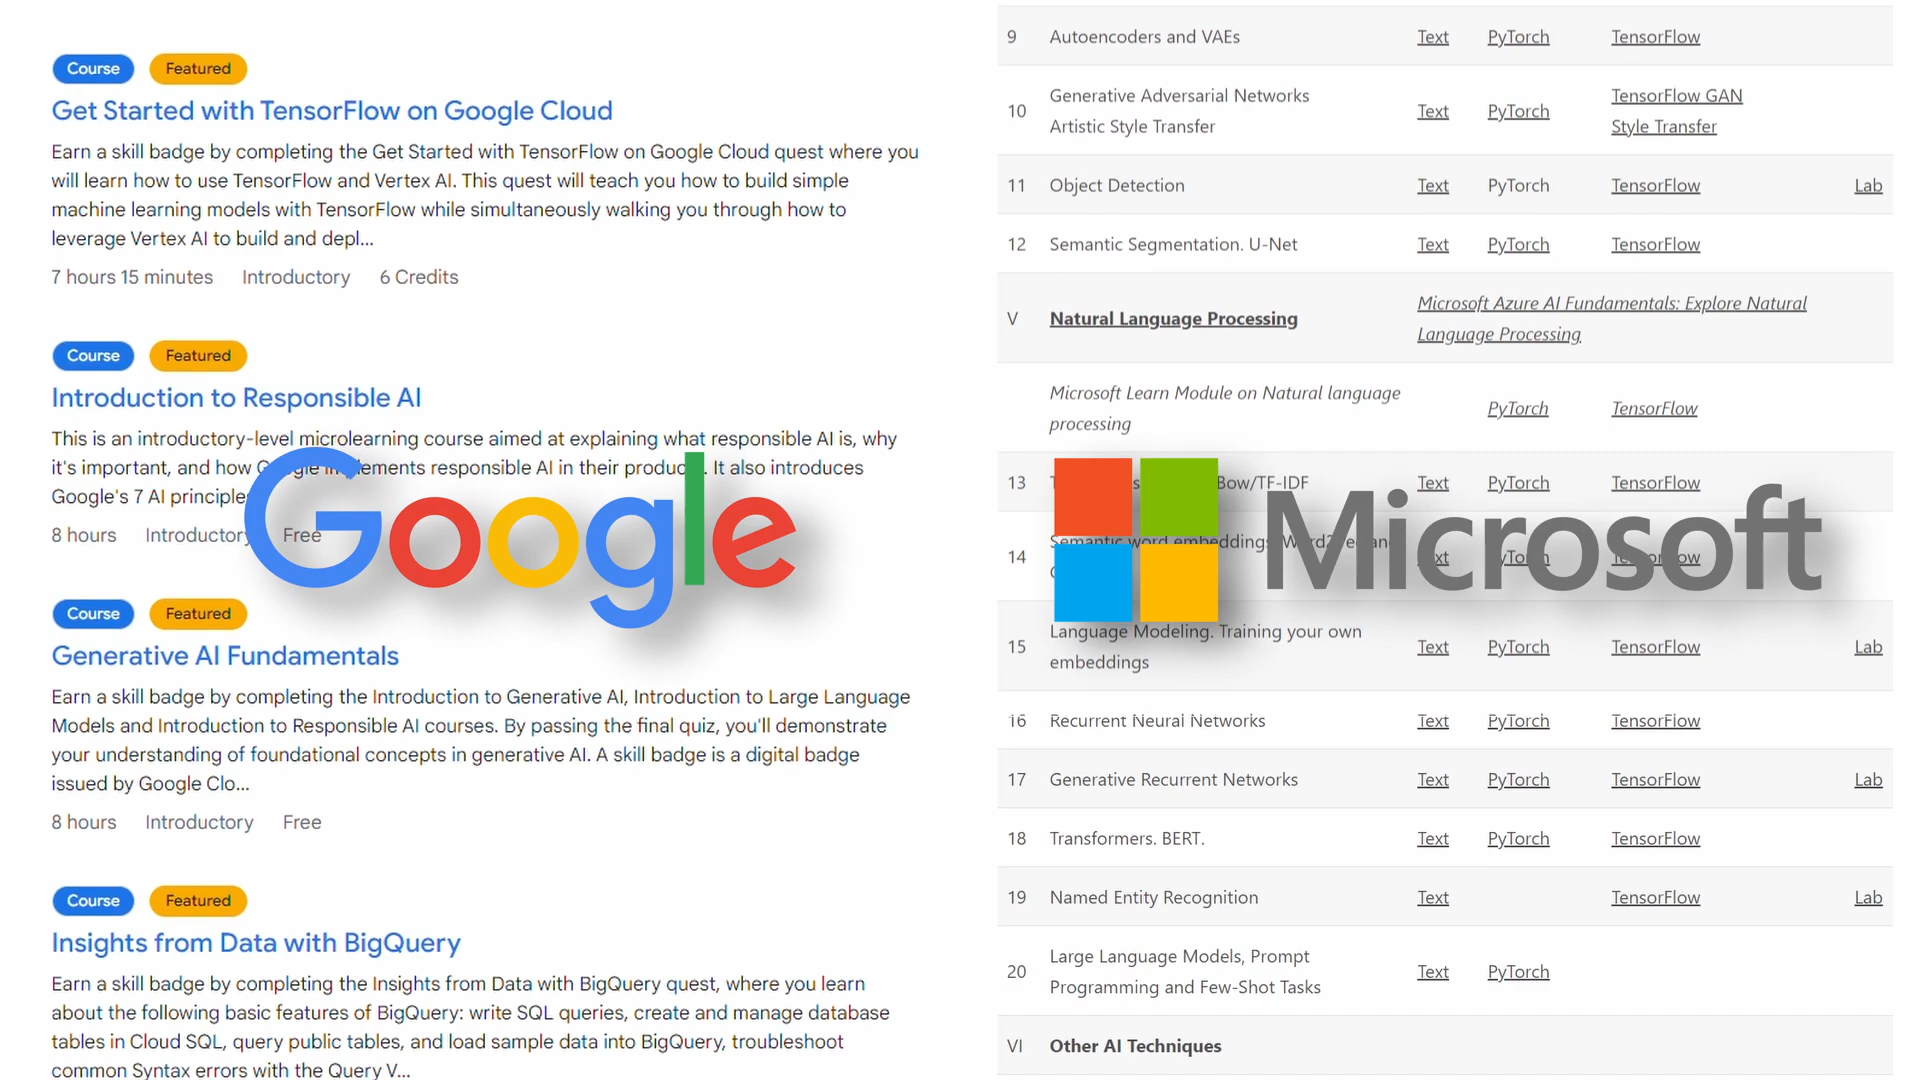 Course Featured
Get Started with TensorFlow on Google Cloud
Earn a skill badge by completing the Get Started with TensorFlow on Google Cloud quest where you
will learn how to use TensorFlow and Vertex AI. This quest will teach you how to build simple
machine learning models with TensorFlow while simultaneously walking you through how to
leverage Vertex AI to build and depl...
7 hours 15 minutes Introductory 6 Credits
Course Featured
Introduction to Responsible AI
This is an introductory-level microlearning course aimed at explaining what responsible AI is, why
it's important, and how Google implements responsible AI in their products. It also introduces
Google's 7 AI principles
8 hours Introductory Free
Google
Course Featured
Generative AI Fundamentals
Earn a skill badge by completing the Introduction to Generative AI, Introduction to Large Language
Models and Introduction to Responsible AI courses. By passing the final quiz, you'll demonstrate
your understanding of foundational concepts in generative AI. A skill badge is a digital badge
issued by Google Clo...
8 hours Introductory Free
Course Featured
Insights from Data with BigQuery
Earn a skill badge by completing the Insights from Data with BigQuery quest, where you learn
about the following basic features of BigQuery: write SQL queries, create and manage database
tables in Cloud SQL, query public tables, and load sample data into BigQuery, troubleshoot
common Syntax errors with the Query V...
9 Autoencoders and VAEs Text PyTorch TensorFlow
10 Generative Adversarial Networks
Artistic Style Transfer Text PyTorch TensorFlow GAN
Style Transfer
11 Object Detection Text PyTorch TensorFlow Lab
12 Semantic Segmentation. U-Net Text PyTorch TensorFlow
V Natural Language Processing Microsoft Azure AI Fundamentals: Explore Natural
Language Processing
Microsoft Learn Module on Natural language
processing PyTorch TensorFlow
13 Bow/TF-IDF Text PyTorch TensorFlow
14 Semantic word embeddings. Text PyTorch TensorFlow
Microsoft
15 Language Modeling. Training your own
embeddings Text PyTorch TensorFlow Lab
16 Recurrent Neural Networks Text PyTorch TensorFlow
17 Generative Recurrent Networks Text PyTorch TensorFlow Lab
18 Transformers. BERT. Text PyTorch TensorFlow
19 Named Entity Recognition Text TensorFlow Lab
20 Large Language Models, Prompt
Programming and Few-Shot Tasks Text PyTorch
VI Other AI Techniques